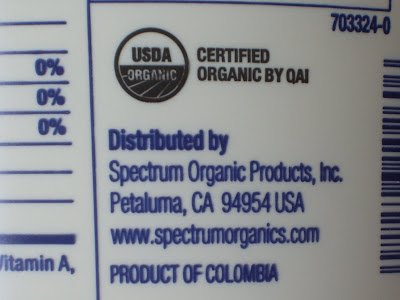 703324-0
USDA
ORGANIC
CERTIFIED
ORGANIC BY QAI
0%
0%
0%
Distributed by
Spectrum Organic Products, Inc.
Petaluma, CA 94954 USA
www.spectrumorganics.com
Vitamin A,
PRODUCT OF COLOMBIA